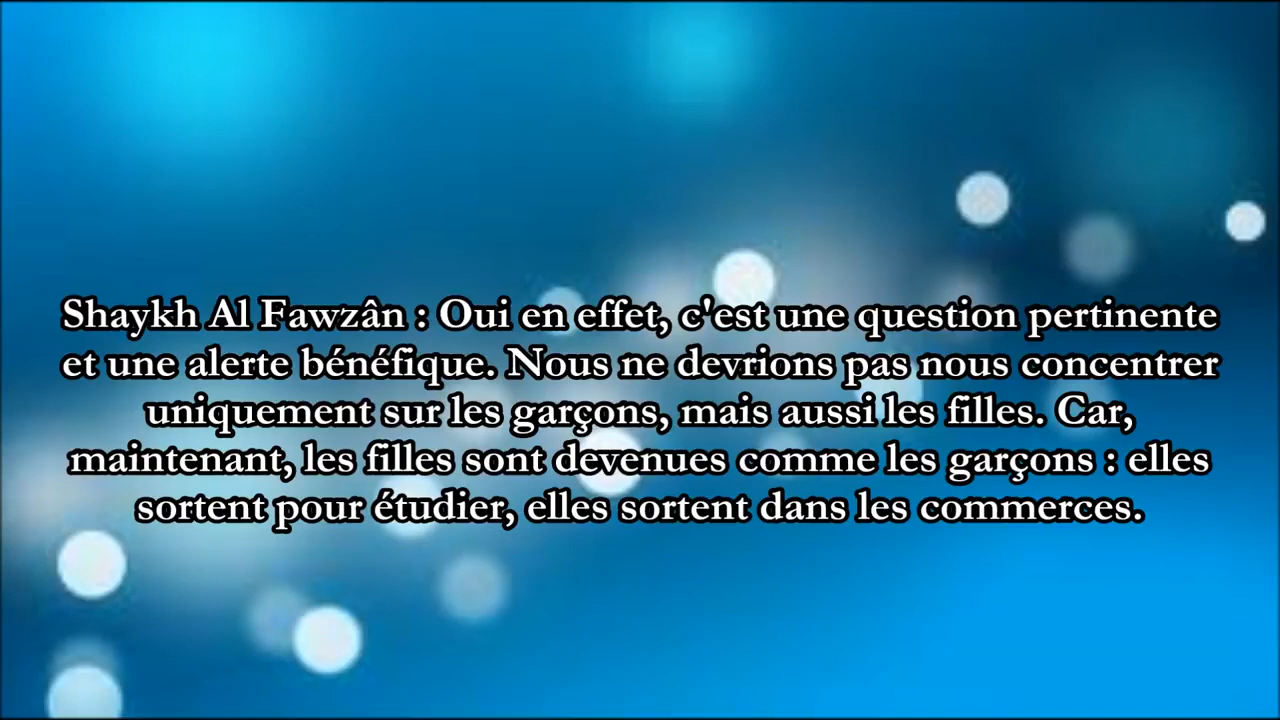 Shaykh Al Fawzân : Oui en effet, c'est une question pertinente
et une alerte bénéfique. Nous ne devrions pas nous concentrer
uniquement sur les garçons, mais aussi les filles. Car,
maintenant, les filles sont devenues comme les garçons : elles
sortent pour étudier, elles sortent dans les commerces.